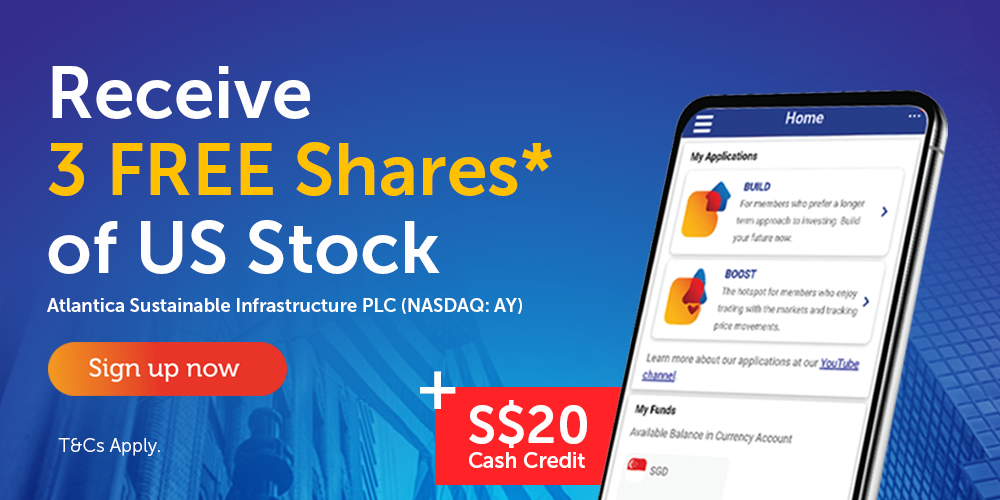 Receive
3 FREE Shares*
of US Stock
Atlantica Sustainable Infrastructure PLC (NASDAQ: AY)
Sign up now
T&Cs Apply.
+
S$20
Cash Credit
Home
My Applications
BUILD
For members who prefer a longer
term approach to investing. Build
your future now.
BOOST
The hotspot for members who enjoy
trading with the markets and tracking
price movements.
Learn more about our applications at our YouTube
channel
My Funds
Available Balance in Currency Account
SGD